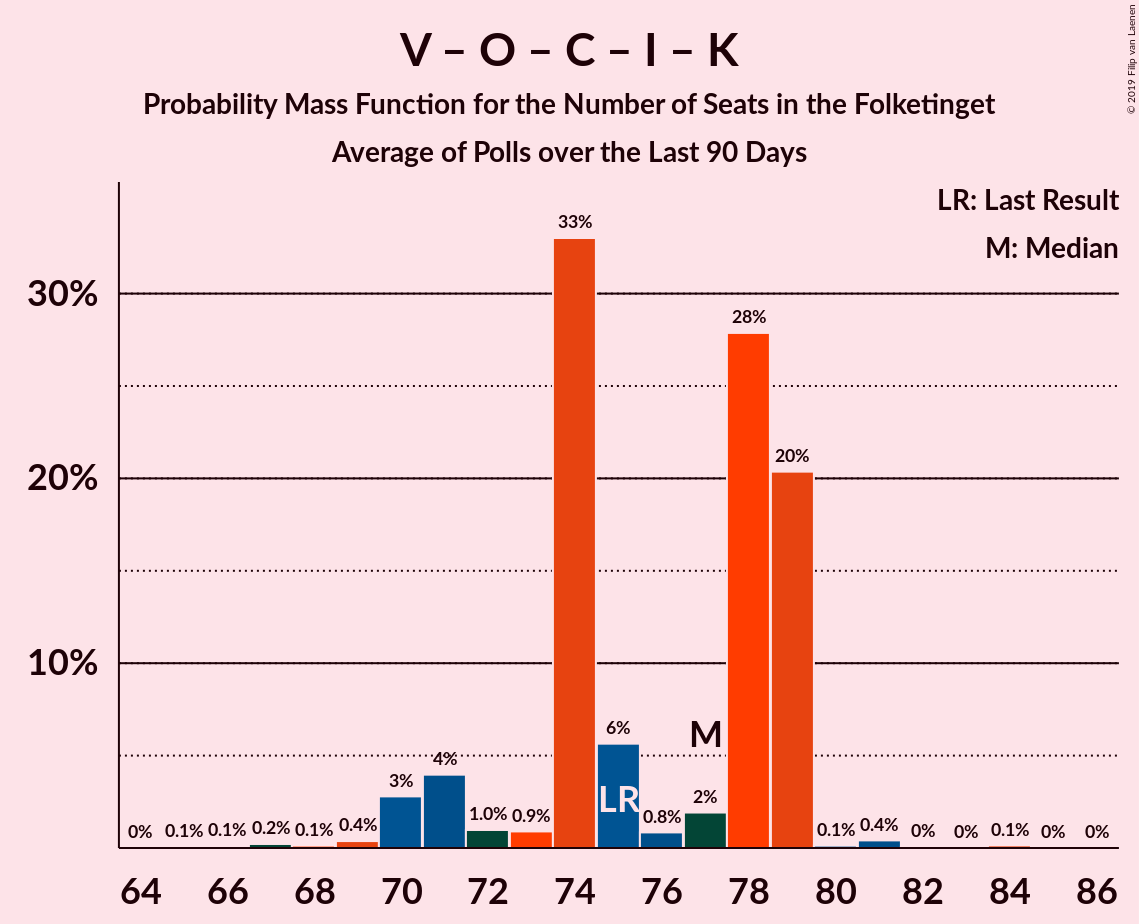 V – O – C – I – K
Probability Mass Function for the Number of Seats in the Folketinget
Average of Polls over the Last 90 Days
© 2019 Filip van Laenen
LR: Last Result
M: Median
30%
20%
10%
0% 0.1% 0.1% 0.2% 0.1% 0.4% 3% 4% 1.0% 0.9% 33% 6% 0.8% 2% 28% 20% 0.1% 0.4% 0% 0% 0.1% 0% 0%
M
LR
64 66 68 70 72 74 76 78 80 82 84 86